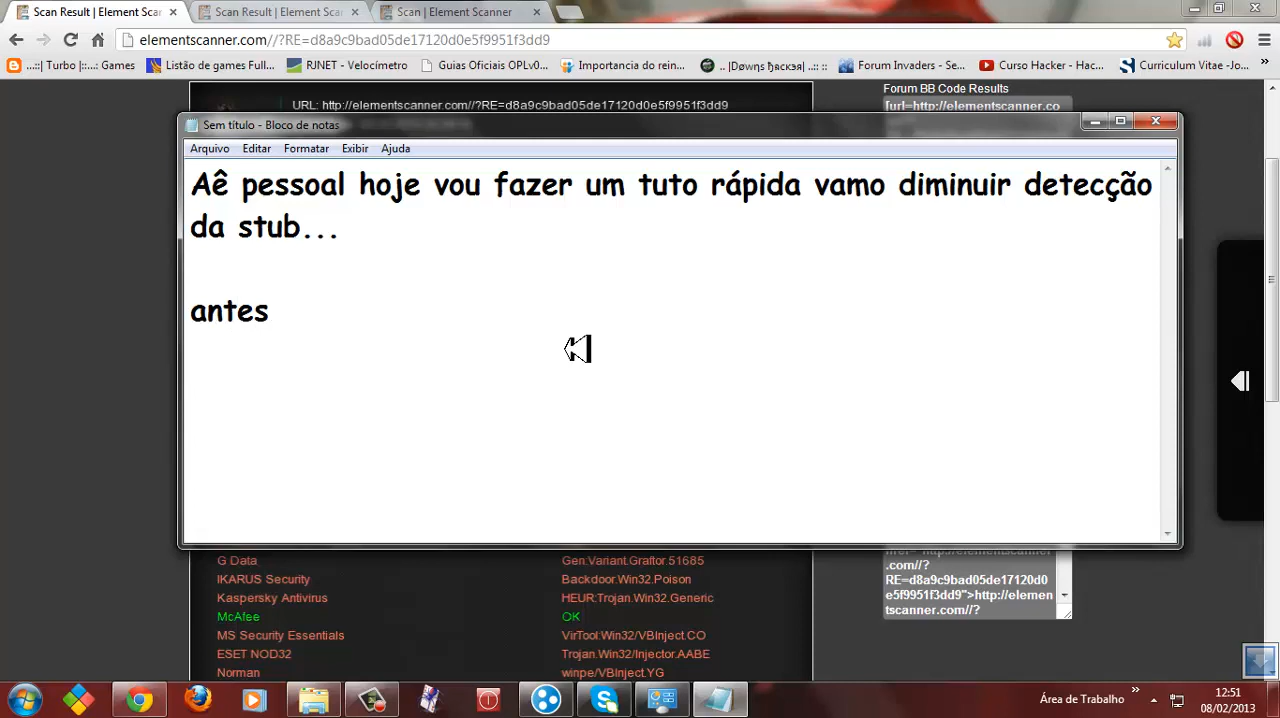 Scan Result | Element Scan
Scan Result | Element Scan
Scan | Element Scanner
elementscanner.com//?RE=d8a9c9bad05de17120d0e5f9951f3dd9
..::| Turbo |::..: Games
Listão de games Full...
RJNET - Velocímetro
Guias Oficiais OPLv0...
Importancia do rein...
..:: |Døwŋs ђяcкэя| ..:: ::
Forum Invaders - Se...
Curso Hacker - Hac...
Curriculum Vitae -Jo...
URL: http://elementscanner.com//?RE=d8a9c9bad05de17120d0e5f9951f3dd9
Forum BB Code Results
[url=http://elementscanner.co
Sem título - Bloco de notas
Arquivo Editar Formatar Exibir Ajuda
Aê pessoal hoje vou fazer um tuto rápida vamo diminuir detecção
da stub...
antes
G Data Gen:Variant.Graftor.51685
IKARUS Security Backdoor.Win32.Poison
Kaspersky Antivirus HEUR:Trojan.Win32.Generic
McAfee OK
MS Security Essentials VirTool:Win32/VBInject.CO
ESET NOD32 Trojan.Win32/Injector.AABE
Norman winpe/VBInject.YG
href="http://elementscanner
.com//?
RE=d8a9c9bad05de17120d0
e5f9951f3dd9">http://elemen
tscanner.com//?
Área de Trabalho
12:51
08/02/2013